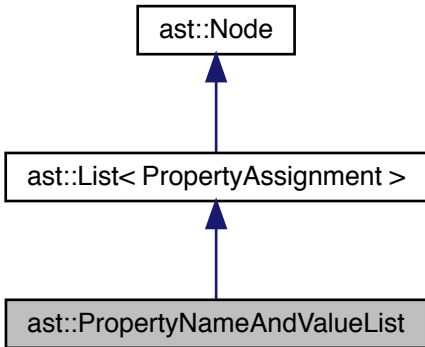 ast::Node
ast::List< PropertyAssignment >
ast::PropertyNameAndValueList